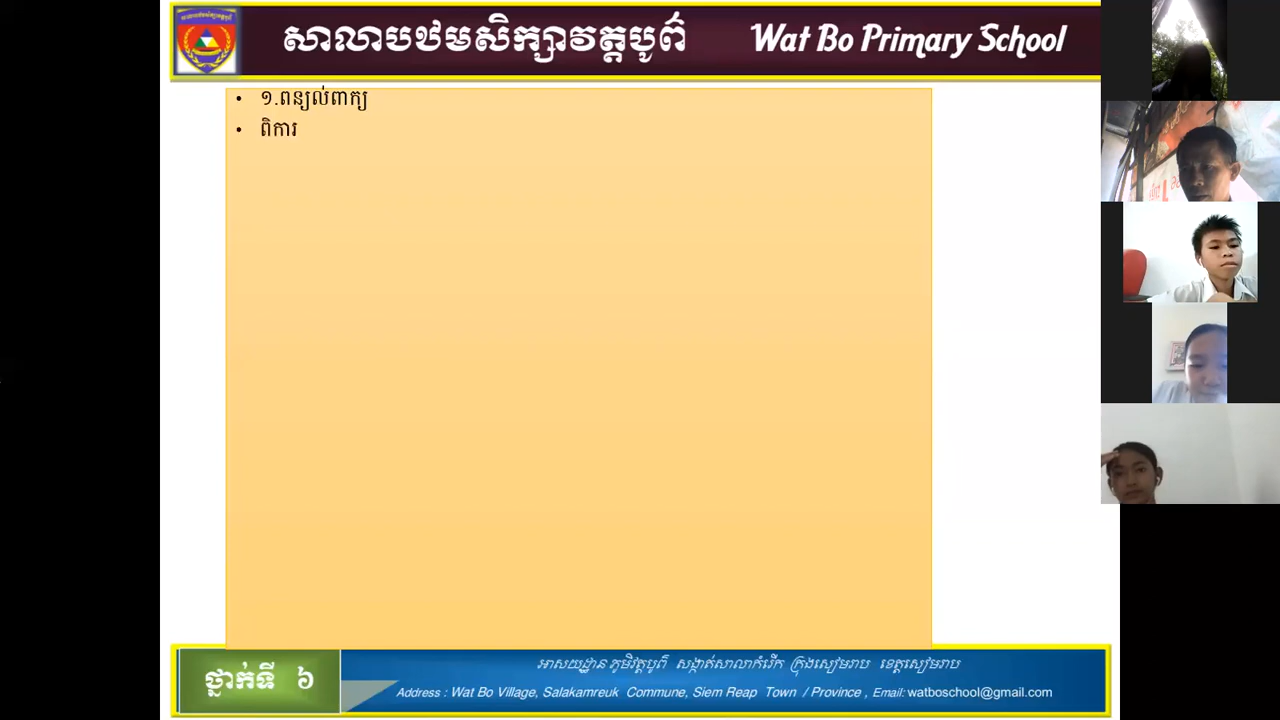 សាលាបឋមសិក្សាវត្តបូព៌ Wat Bo Primary School
• ១.ពន្យល់ពាក្យ
• ពិការ
ថ្នាក់ទី ៦
អាសយដ្ឋាន ភូមិវត្តបូព៌ សង្កាត់សាលាកំរើក ក្រុងសៀមរាប ខេត្តសៀមរាប
Address : Wat Bo Village, Salakamreuk Commune, Siem Reap Town / Province , Email: watboschool@gmail.com